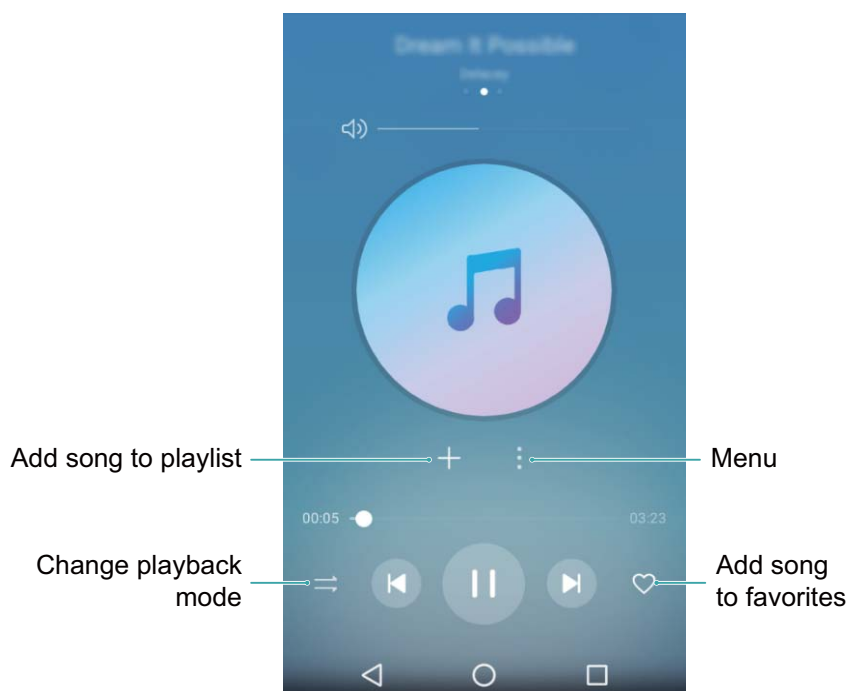 Dream It Possible
Delacey
Add song to playlist
Menu
00:05
03:23
Change playback
mode
Add song
to favorites